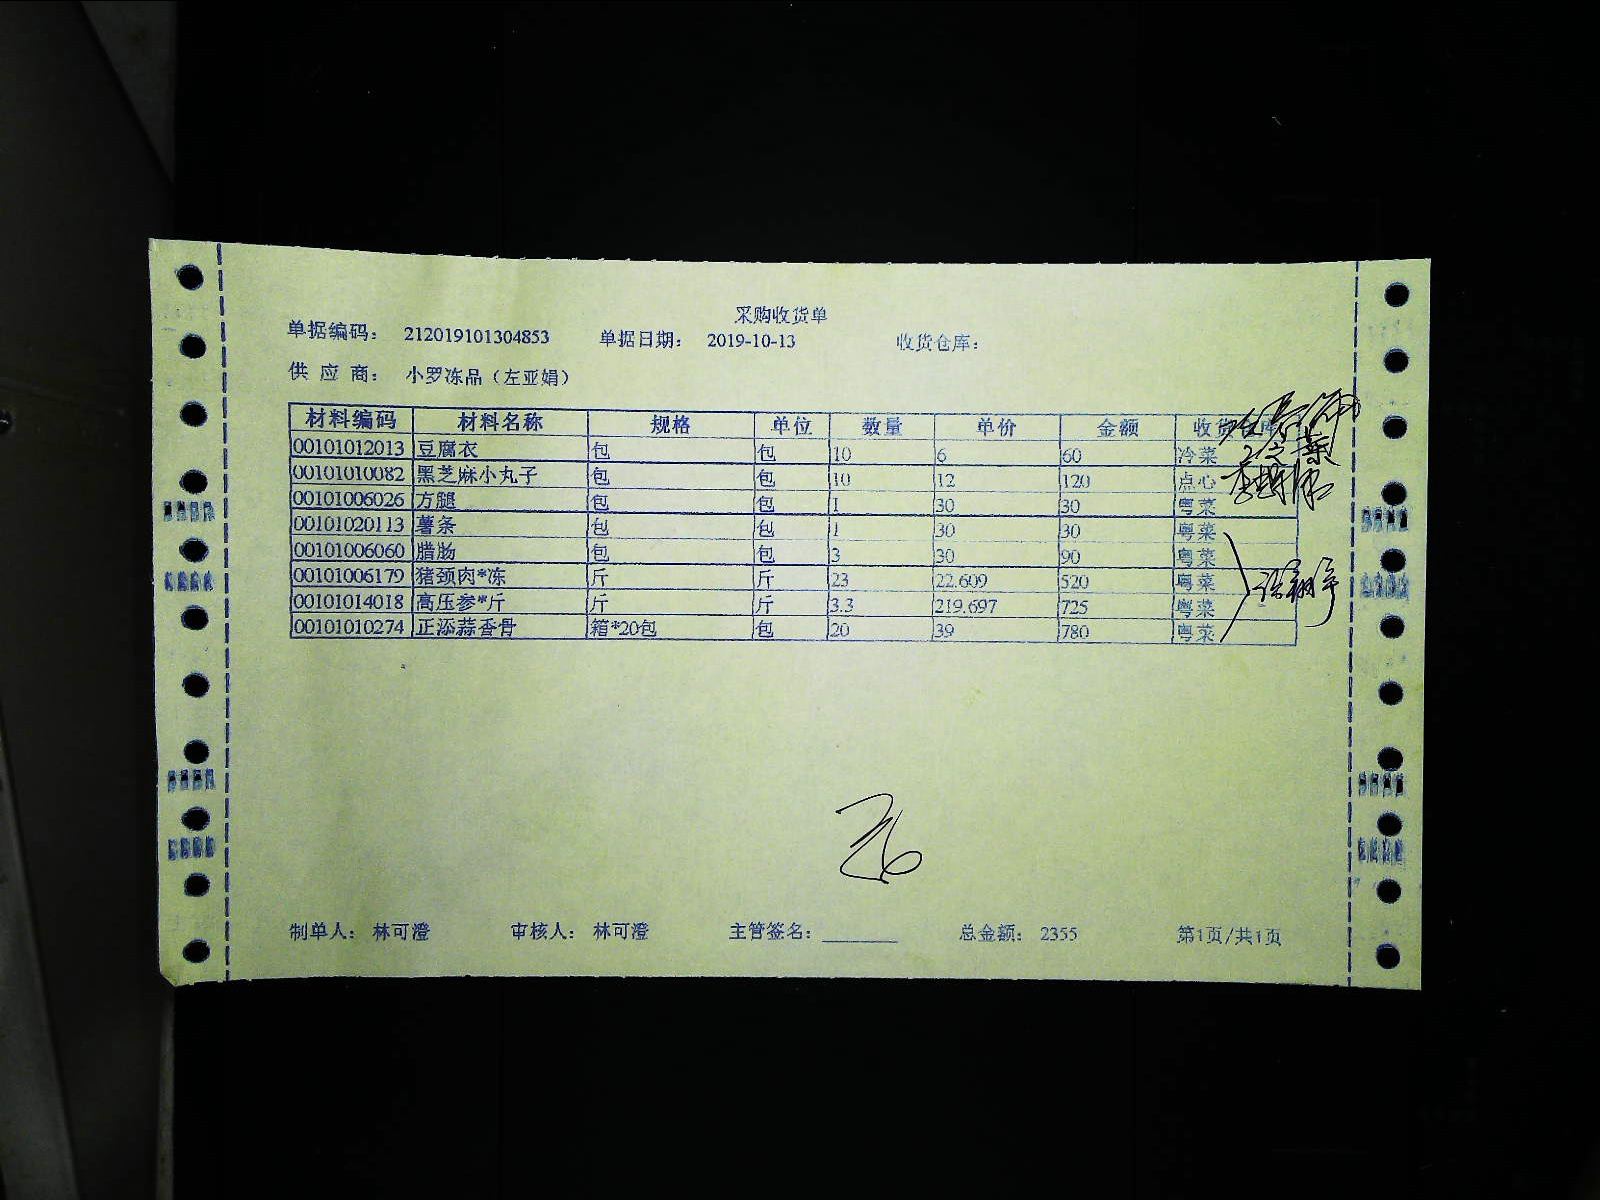 采购收货单
单据编码： 212019101304853 单据日期： 2019-10-13 收货仓库：
供 应 商： 小罗冻品（左亚娟）
材料编码 材料名称 规格 单位 数量 单价 金额 收货
00101012013 豆腐衣 包 包 10 6 60 冷菜
00101010082 黑芝麻小丸子 包 包 10 12 120 点心
00101006026 方腿 包 包 1 30 30 粤菜
00101020113 薯条 包 包 1 30 30 粤菜
00101006060 腊肠 包 包 3 30 90 粤菜
00101006179 猪颈肉*冻 斤 斤 23 22.609 520 粤菜
00101014018 高压参*斤 斤 斤 3.3 219.697 725 粤菜
00101010274 正添蒜香骨 箱*20包 包 20 39 780 粤菜
26
制单人： 林可澄 审核人： 林可澄 主管签名： 总金额： 2355 第1页/共1页